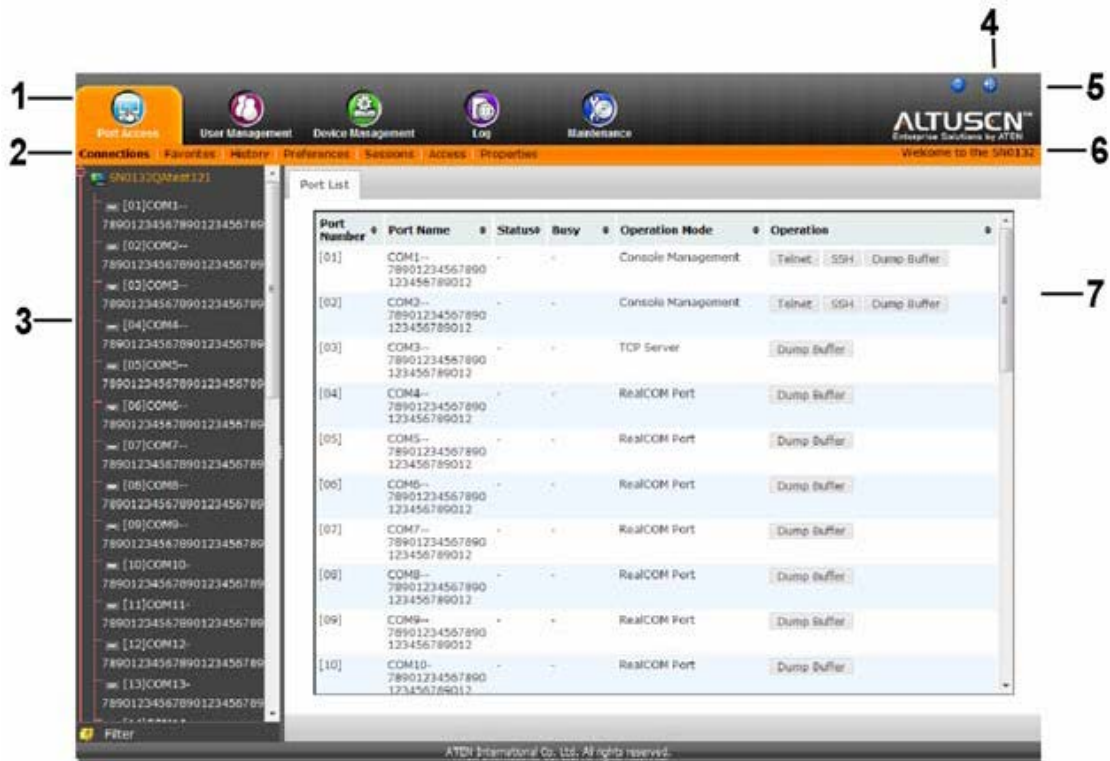 4
1
5
Port Access User Management Device Management Log Maintenance
ALTUSCN™
Enterprise Solutions by ATEN
2
Connections Favorites History Preferences Sessions Access Properties
Welcome to the SN0132
6
3
SN0132QAtest121
[01]COM1--
78901234567890123456789
[02]COM2--
78901234567890123456789
[03]COM3--
78901234567890123456789
[04]COM4--
78901234567890123456789
[05]COM5--
78901234567890123456789
[06]COM6--
78901234567890123456789
[07]COM7--
78901234567890123456789
[08]COM8--
78901234567890123456789
[09]COM9--
78901234567890123456789
[10]COM10-
78901234567890123456789
[11]COM11-
78901234567890123456789
[12]COM12-
78901234567890123456789
[13]COM13-
78901234567890123456789
Filter
Port List
7
Port Number Port Name Status Busy Operation Mode Operation
[01] COM1-- - - Console Management Telnet SSH Dump Buffer
78901234567890
123456789012
[02] COM2-- - - Console Management Telnet SSH Dump Buffer
78901234567890
123456789012
[03] COM3-- - - TCP Server Dump Buffer
78901234567890
123456789012
[04] COM4-- - - RealCOM Port Dump Buffer
78901234567890
123456789012
[05] COM5-- - - RealCOM Port Dump Buffer
78901234567890
123456789012
[06] COM6-- - - RealCOM Port Dump Buffer
78901234567890
123456789012
[07] COM7-- - - RealCOM Port Dump Buffer
78901234567890
123456789012
[08] COM8-- - - RealCOM Port Dump Buffer
78901234567890
123456789012
[09] COM9-- - - RealCOM Port Dump Buffer
78901234567890
123456789012
[10] COM10- - - RealCOM Port Dump Buffer
78901234567890
123456789012
ATEN International Co. Ltd. All rights reserved.